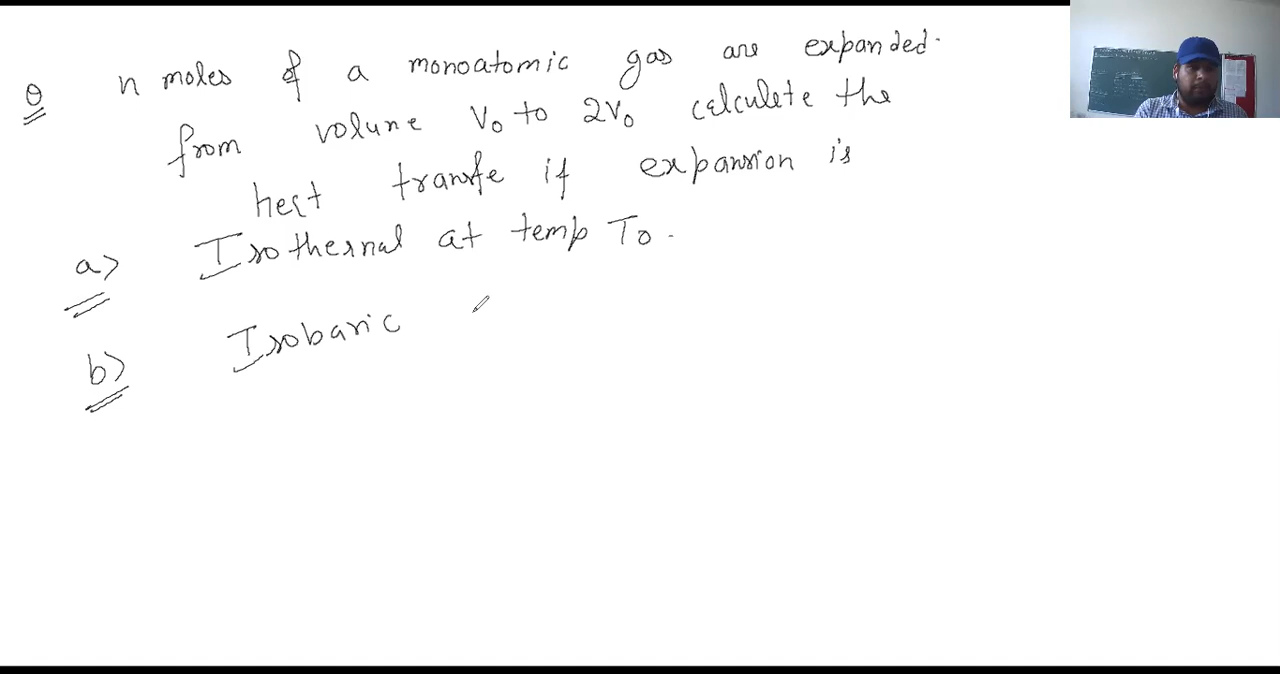 Q n moles of a monoatomic gas are expanded.
from volume V₀ to 2V₀ calculate the
heat transfe if expansion is
a) Isothermal at temp T₀.
b) Isobaric